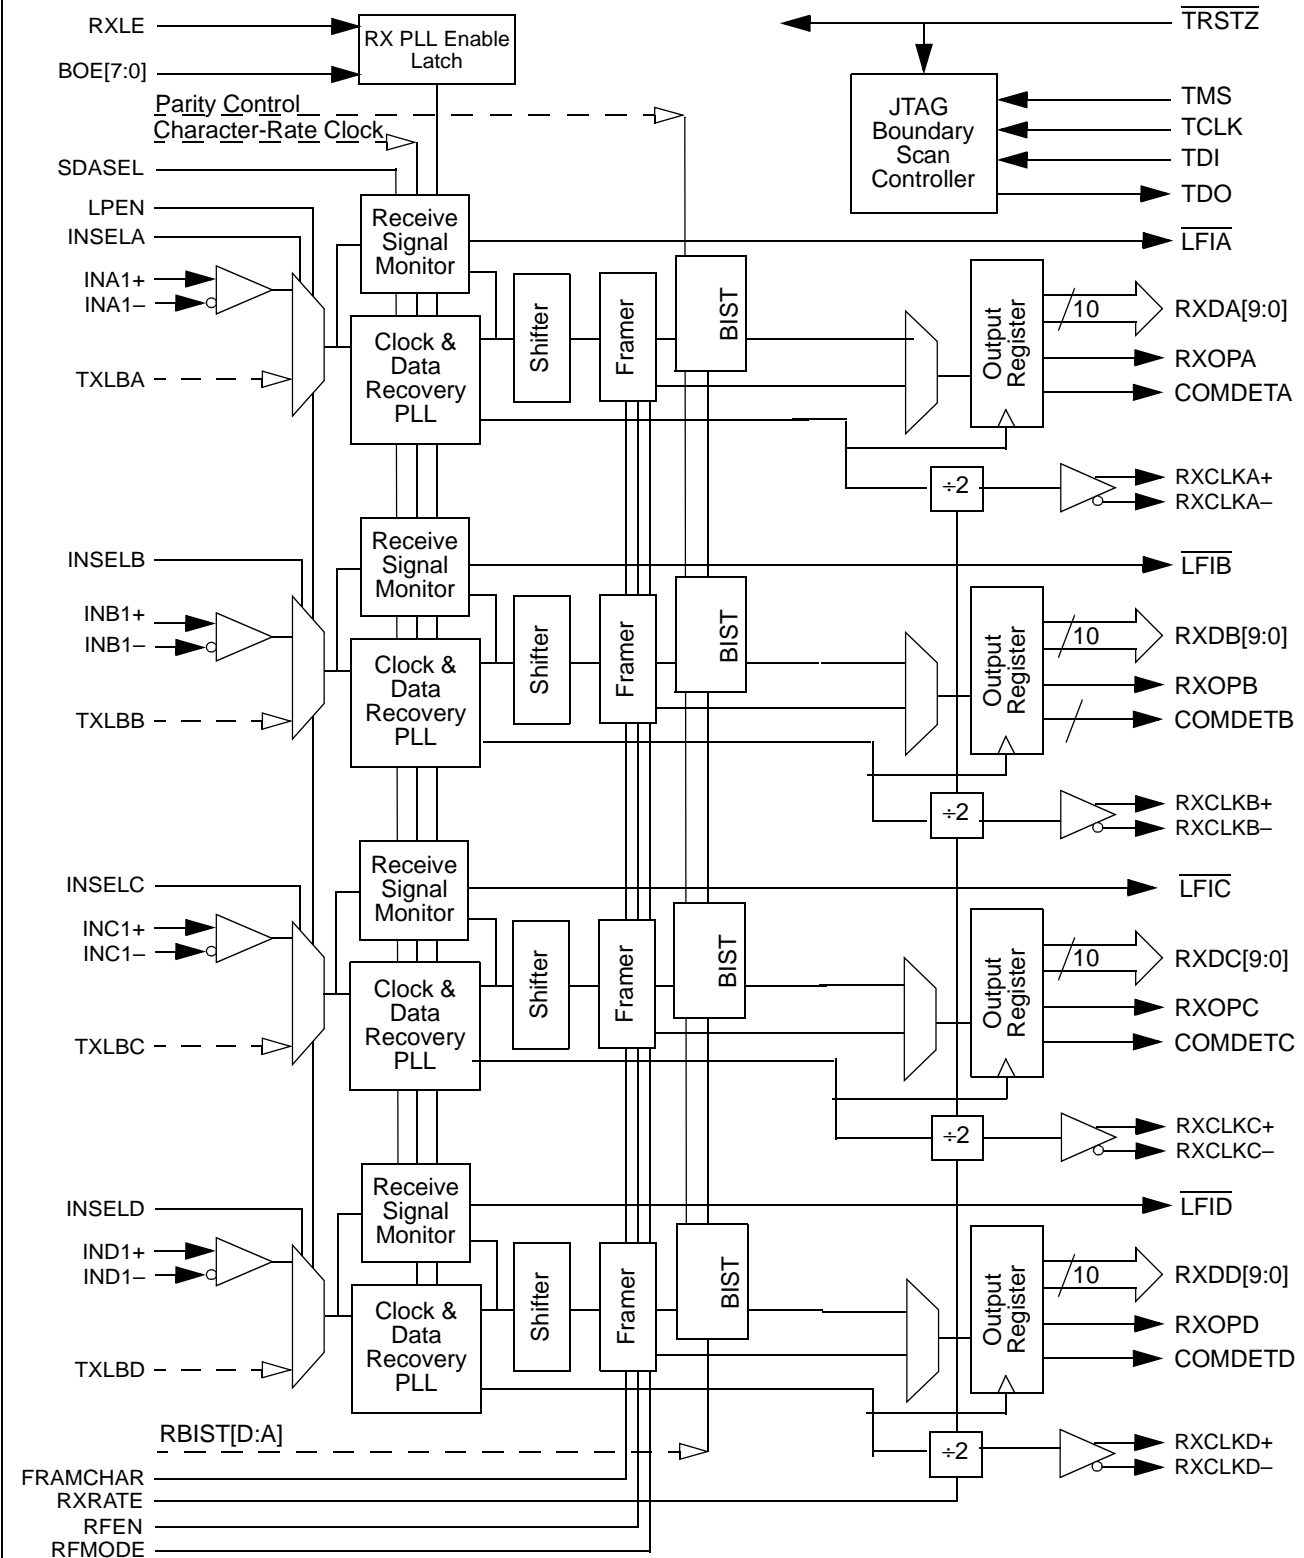 RXLE
BOE[7:0]
RX PLL Enable
Latch
TRSTZ
JTAG
Boundary
Scan
Controller
TMS
TCLK
TDI
TDO
Parity Control
Character-Rate Clock
SDASEL
LPEN
INSELA
INA1+
INA1–
TXLBA
Receive
Signal
Monitor
Clock &
Data
Recovery
PLL
Shifter
Framer
BIST
Output
Register
LFIA
10
RXDA[9:0]
RXOPA
COMDETA
÷2
RXCLKA+
RXCLKA–
INSELB
INB1+
INB1–
TXLBB
Receive
Signal
Monitor
Clock &
Data
Recovery
PLL
Shifter
Framer
BIST
Output
Register
LFIB
10
RXDB[9:0]
RXOPB
COMDETB
÷2
RXCLKB+
RXCLKB–
INSELC
INC1+
INC1–
TXLBC
Receive
Signal
Monitor
Clock &
Data
Recovery
PLL
Shifter
Framer
BIST
Output
Register
LFIC
10
RXDC[9:0]
RXOPC
COMDETC
÷2
RXCLKC+
RXCLKC–
INSELD
IND1+
IND1–
TXLBD
Receive
Signal
Monitor
Clock &
Data
Recovery
PLL
Shifter
Framer
BIST
Output
Register
LFID
10
RXDD[9:0]
RXOPD
COMDETD
÷2
RXCLKD+
RXCLKD–
RBIST[D:A]
FRAMCHAR
RXRATE
RFEN
RFMODE